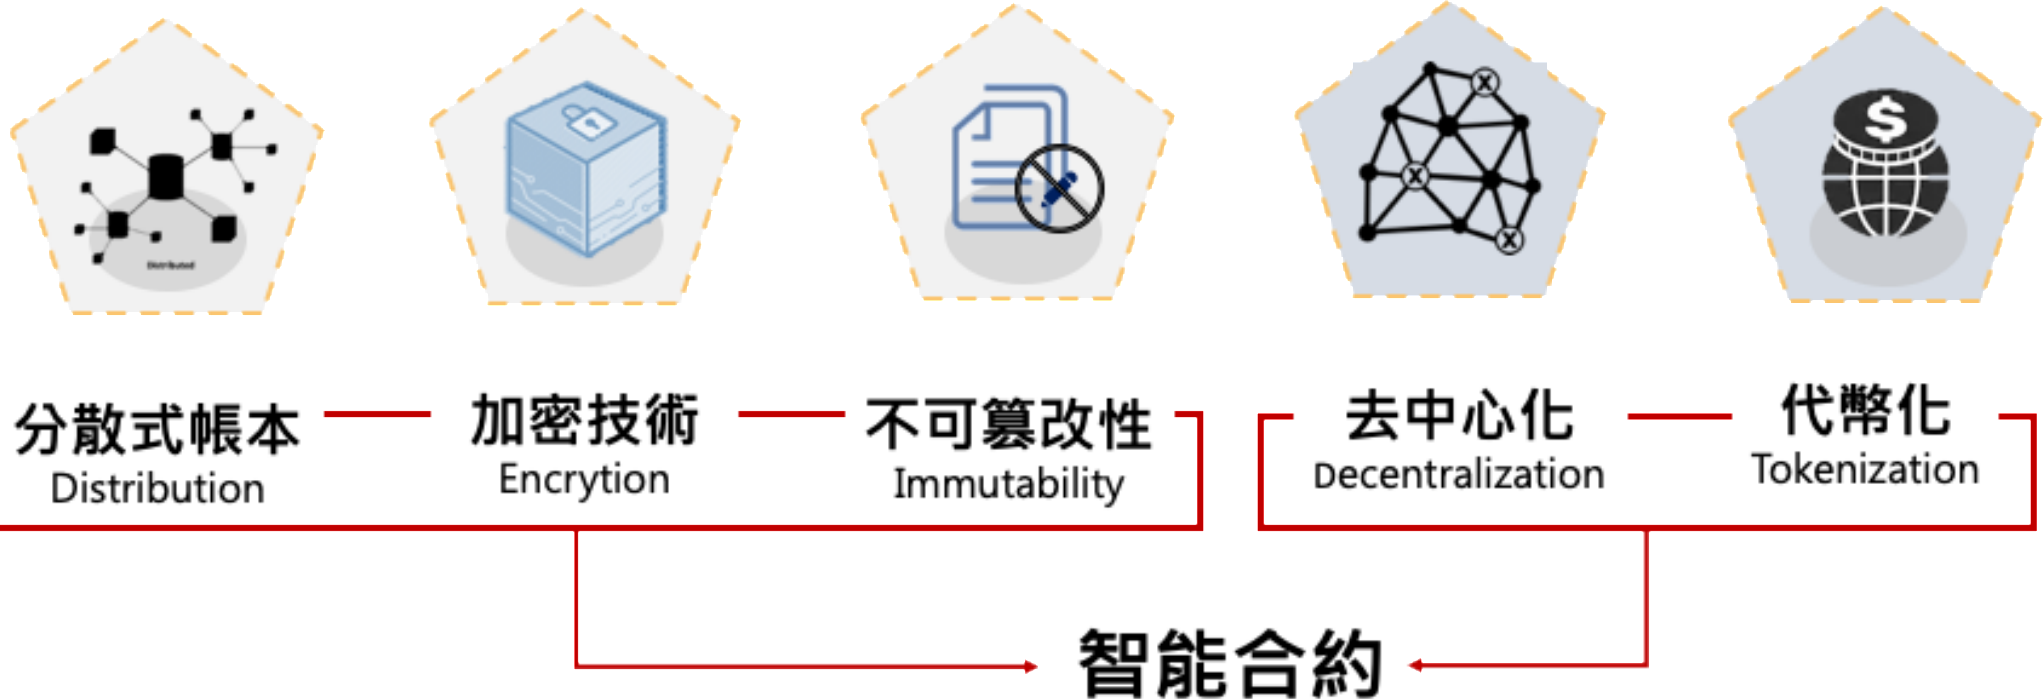 Distributed
分散式帳本
Distribution
加密技術
Encrytion
不可篡改性
Immutability
去中心化
Decentralization
代幣化
Tokenization
智能合約